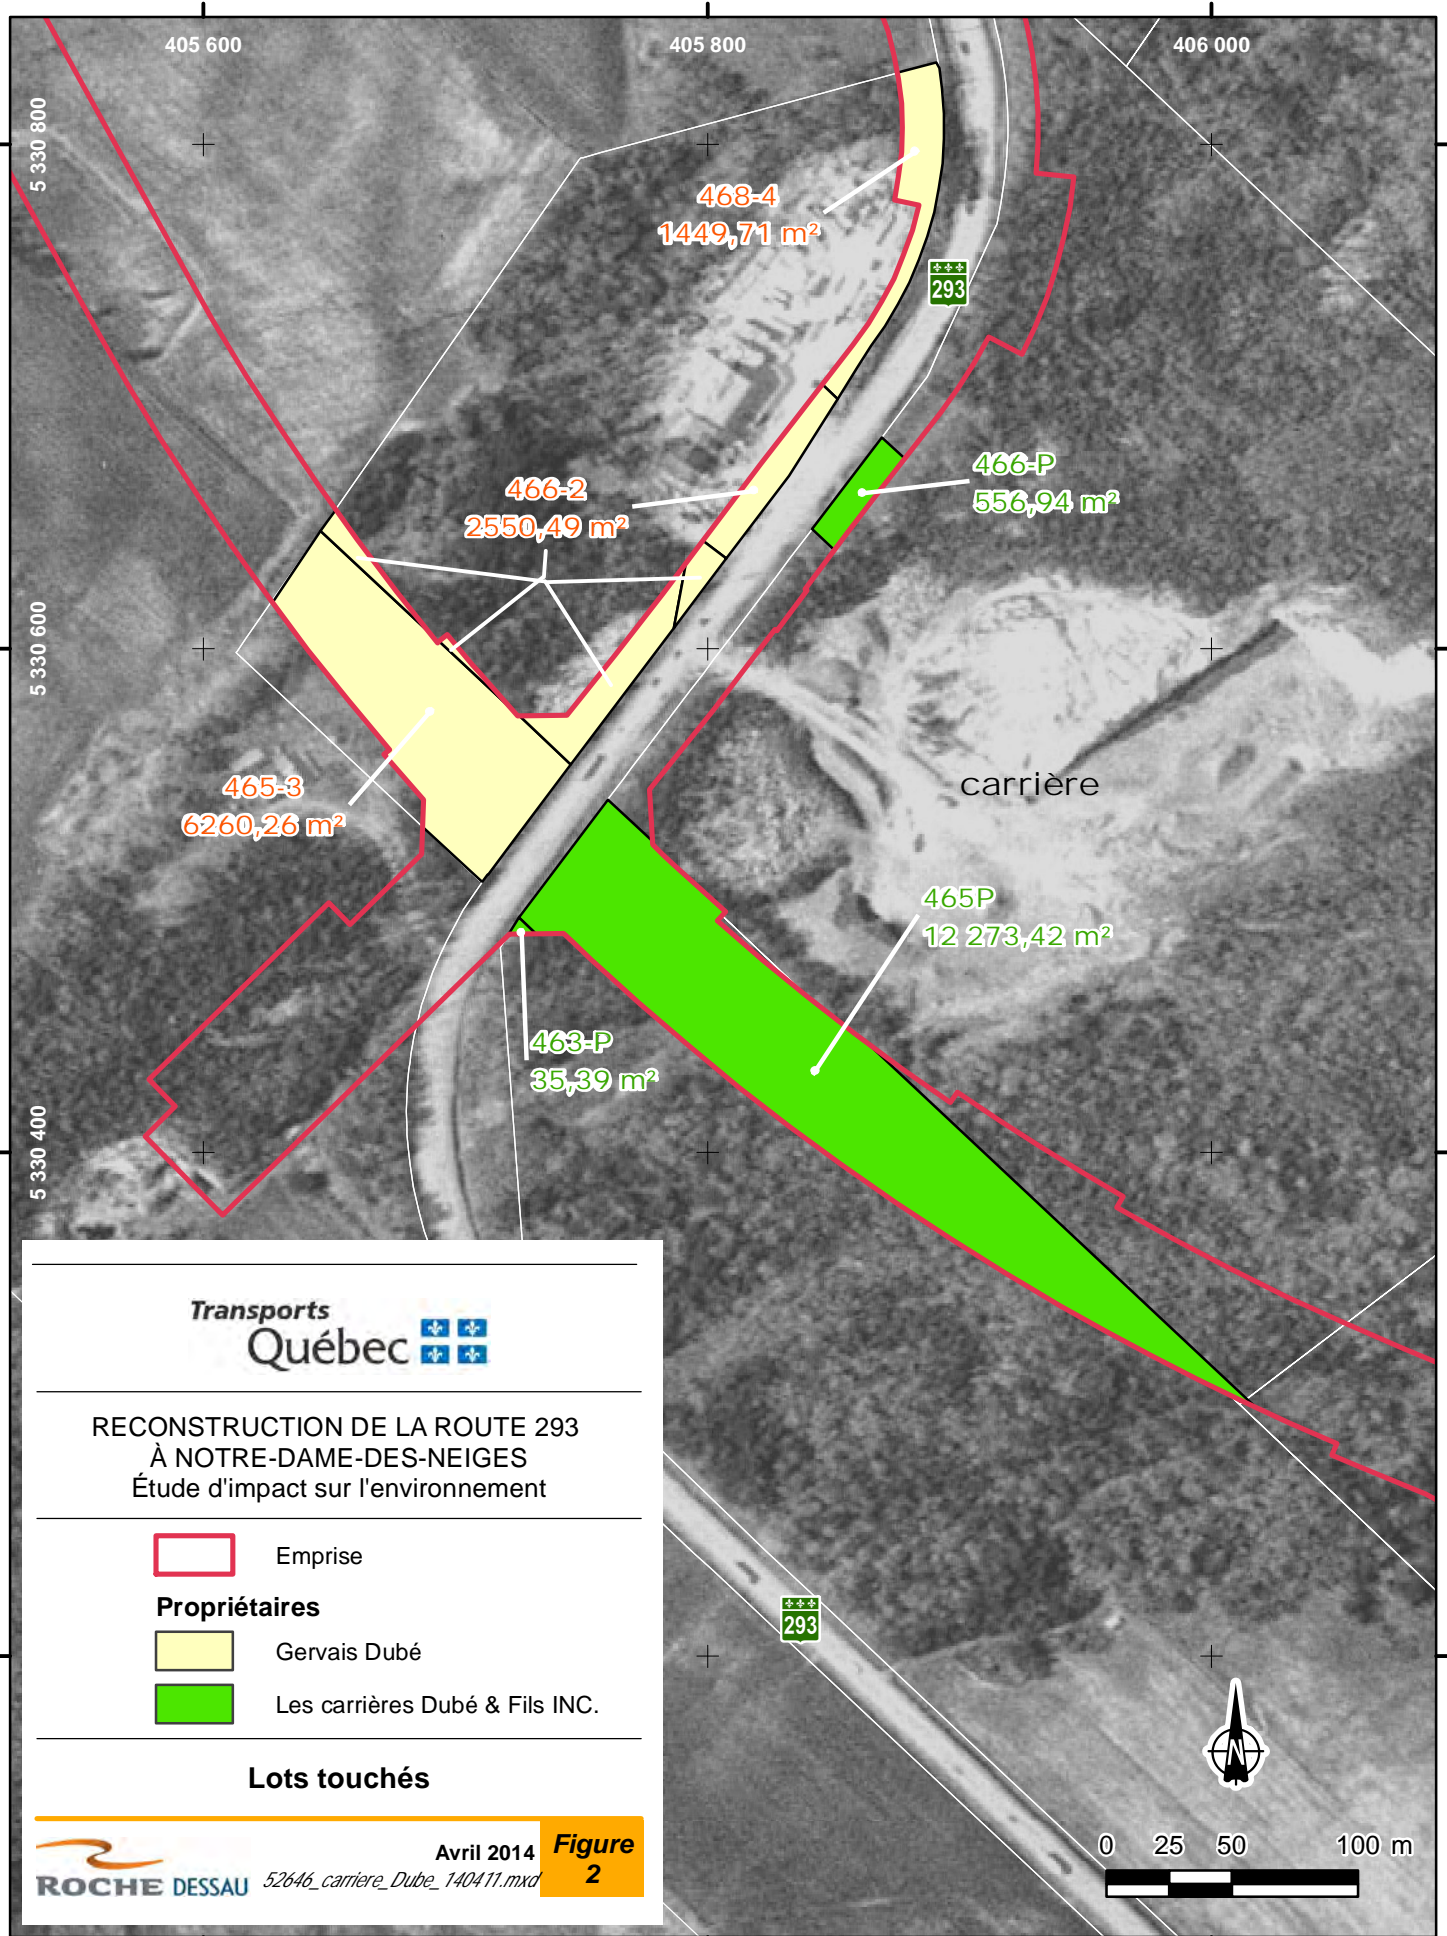 405 600
405 800
406 000
5 330 800
5 330 600
5 330 400
468-4
1449,71 m²
293
466-P
556,94 m²
466-2
2550,49 m²
465-3
6260,26 m²
carrière
465P
12 273,42 m²
463-P
35,39 m²
Transports
Québec
RECONSTRUCTION DE LA ROUTE 293
À NOTRE-DAME-DES-NEIGES
Étude d'impact sur l'environnement
Emprise
Propriétaires
Gervais Dubé
Les carrières Dubé & Fils INC.
Lots touchés
ROCHE DESSAU
Avril 2014
52646_carriere_Dube_140411.mxd
Figure
2
293
N
0 25 50 100 m